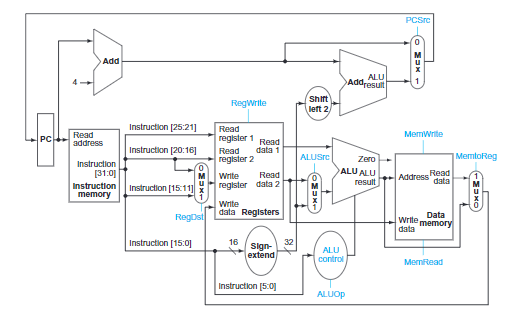 PCSrc
0
M
u
x
1
Add
4
ALU
Add result
Shift
left 2
RegWrite
PC
Read
address
Instruction
[31:0]
Instruction
memory
Instruction [25:21]
Instruction [20:16]
Instruction [15:11]
0
M
u
x
1
RegDst
Read
register 1
Read
register 2
Write
register
Write
data
Read
data 1
Read
data 2
Registers
ALUSrc
0
M
u
x
1
Zero
ALU
ALU
result
MemWrite
Address
Read
data
Write
data
Data
memory
MemRead
MemtoReg
1
M
u
x
0
Instruction [15:0]
16
Sign-
extend
32
ALU
control
Instruction [5:0]
ALUOp